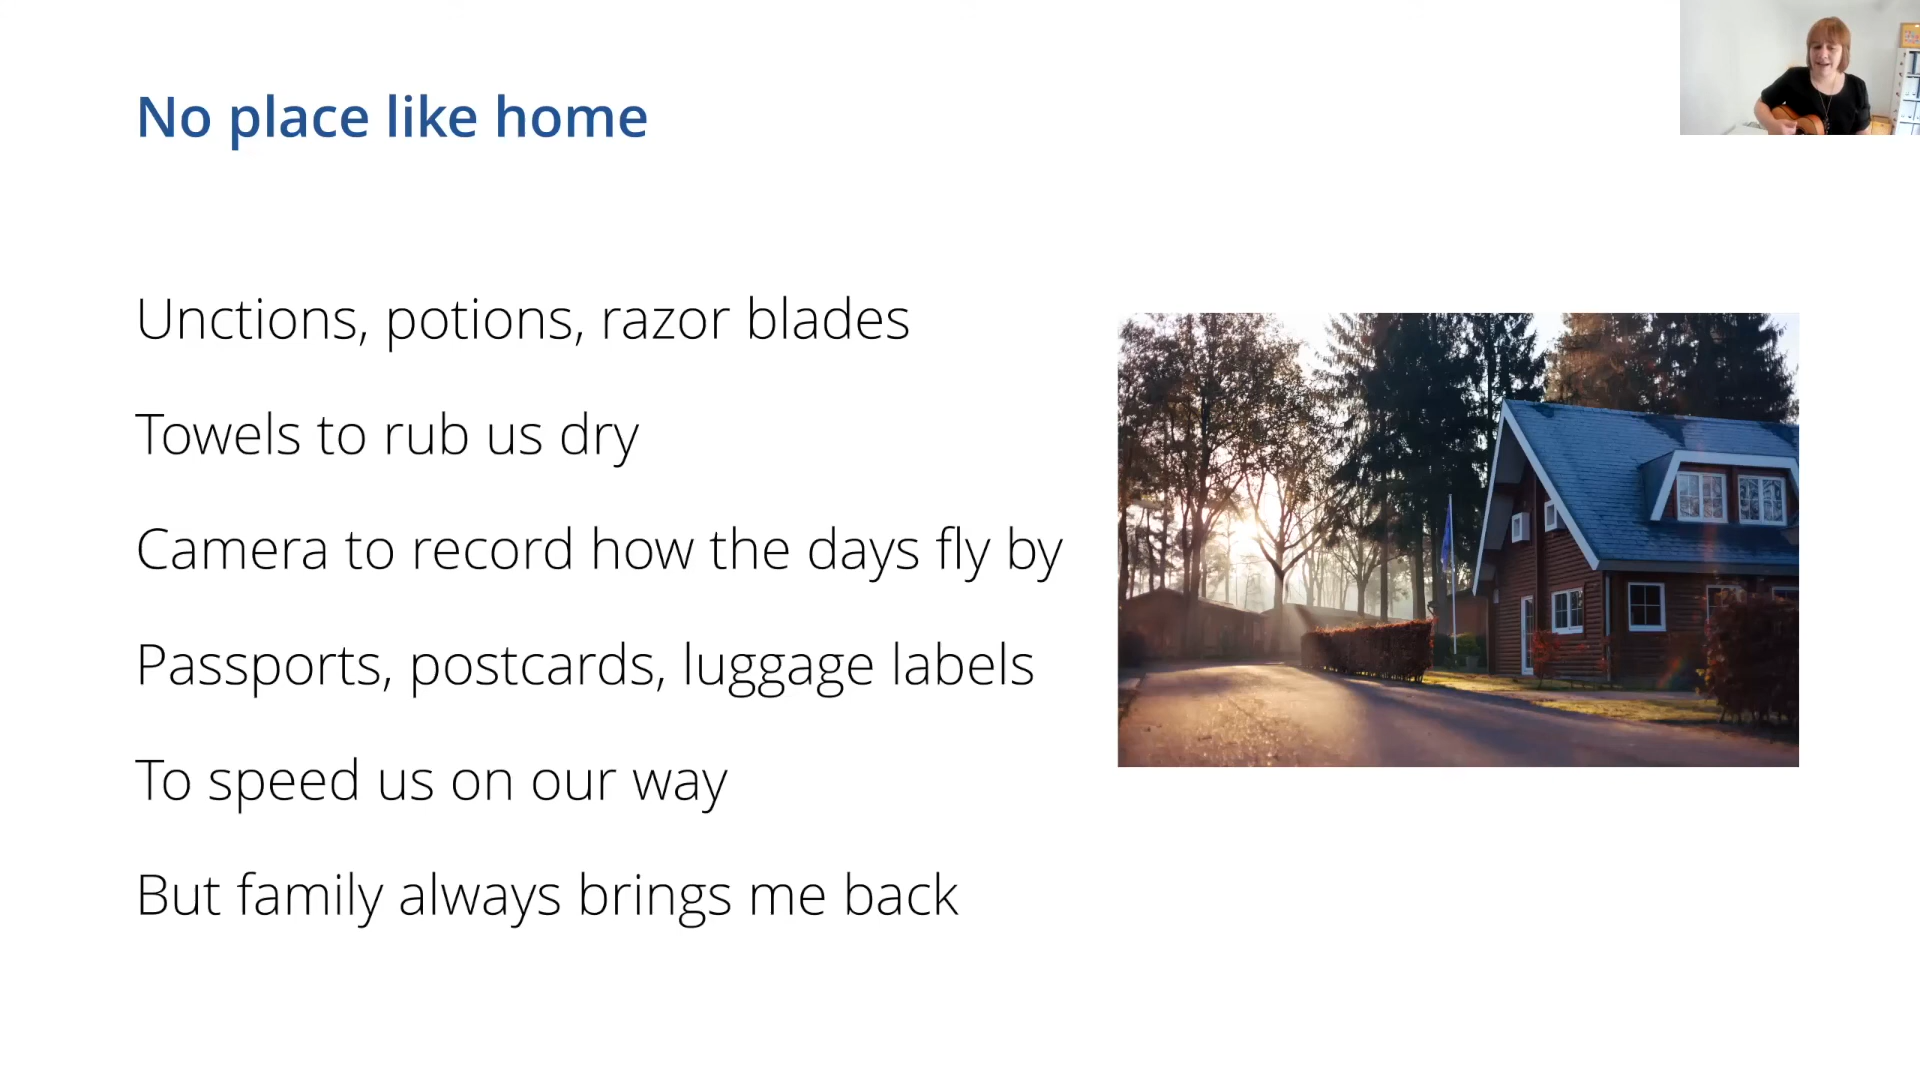 No place like home
Unctions, potions, razor blades
Towels to rub us dry
Camera to record how the days fly by
Passports, postcards, luggage labels
To speed us on our way
But family always brings me back